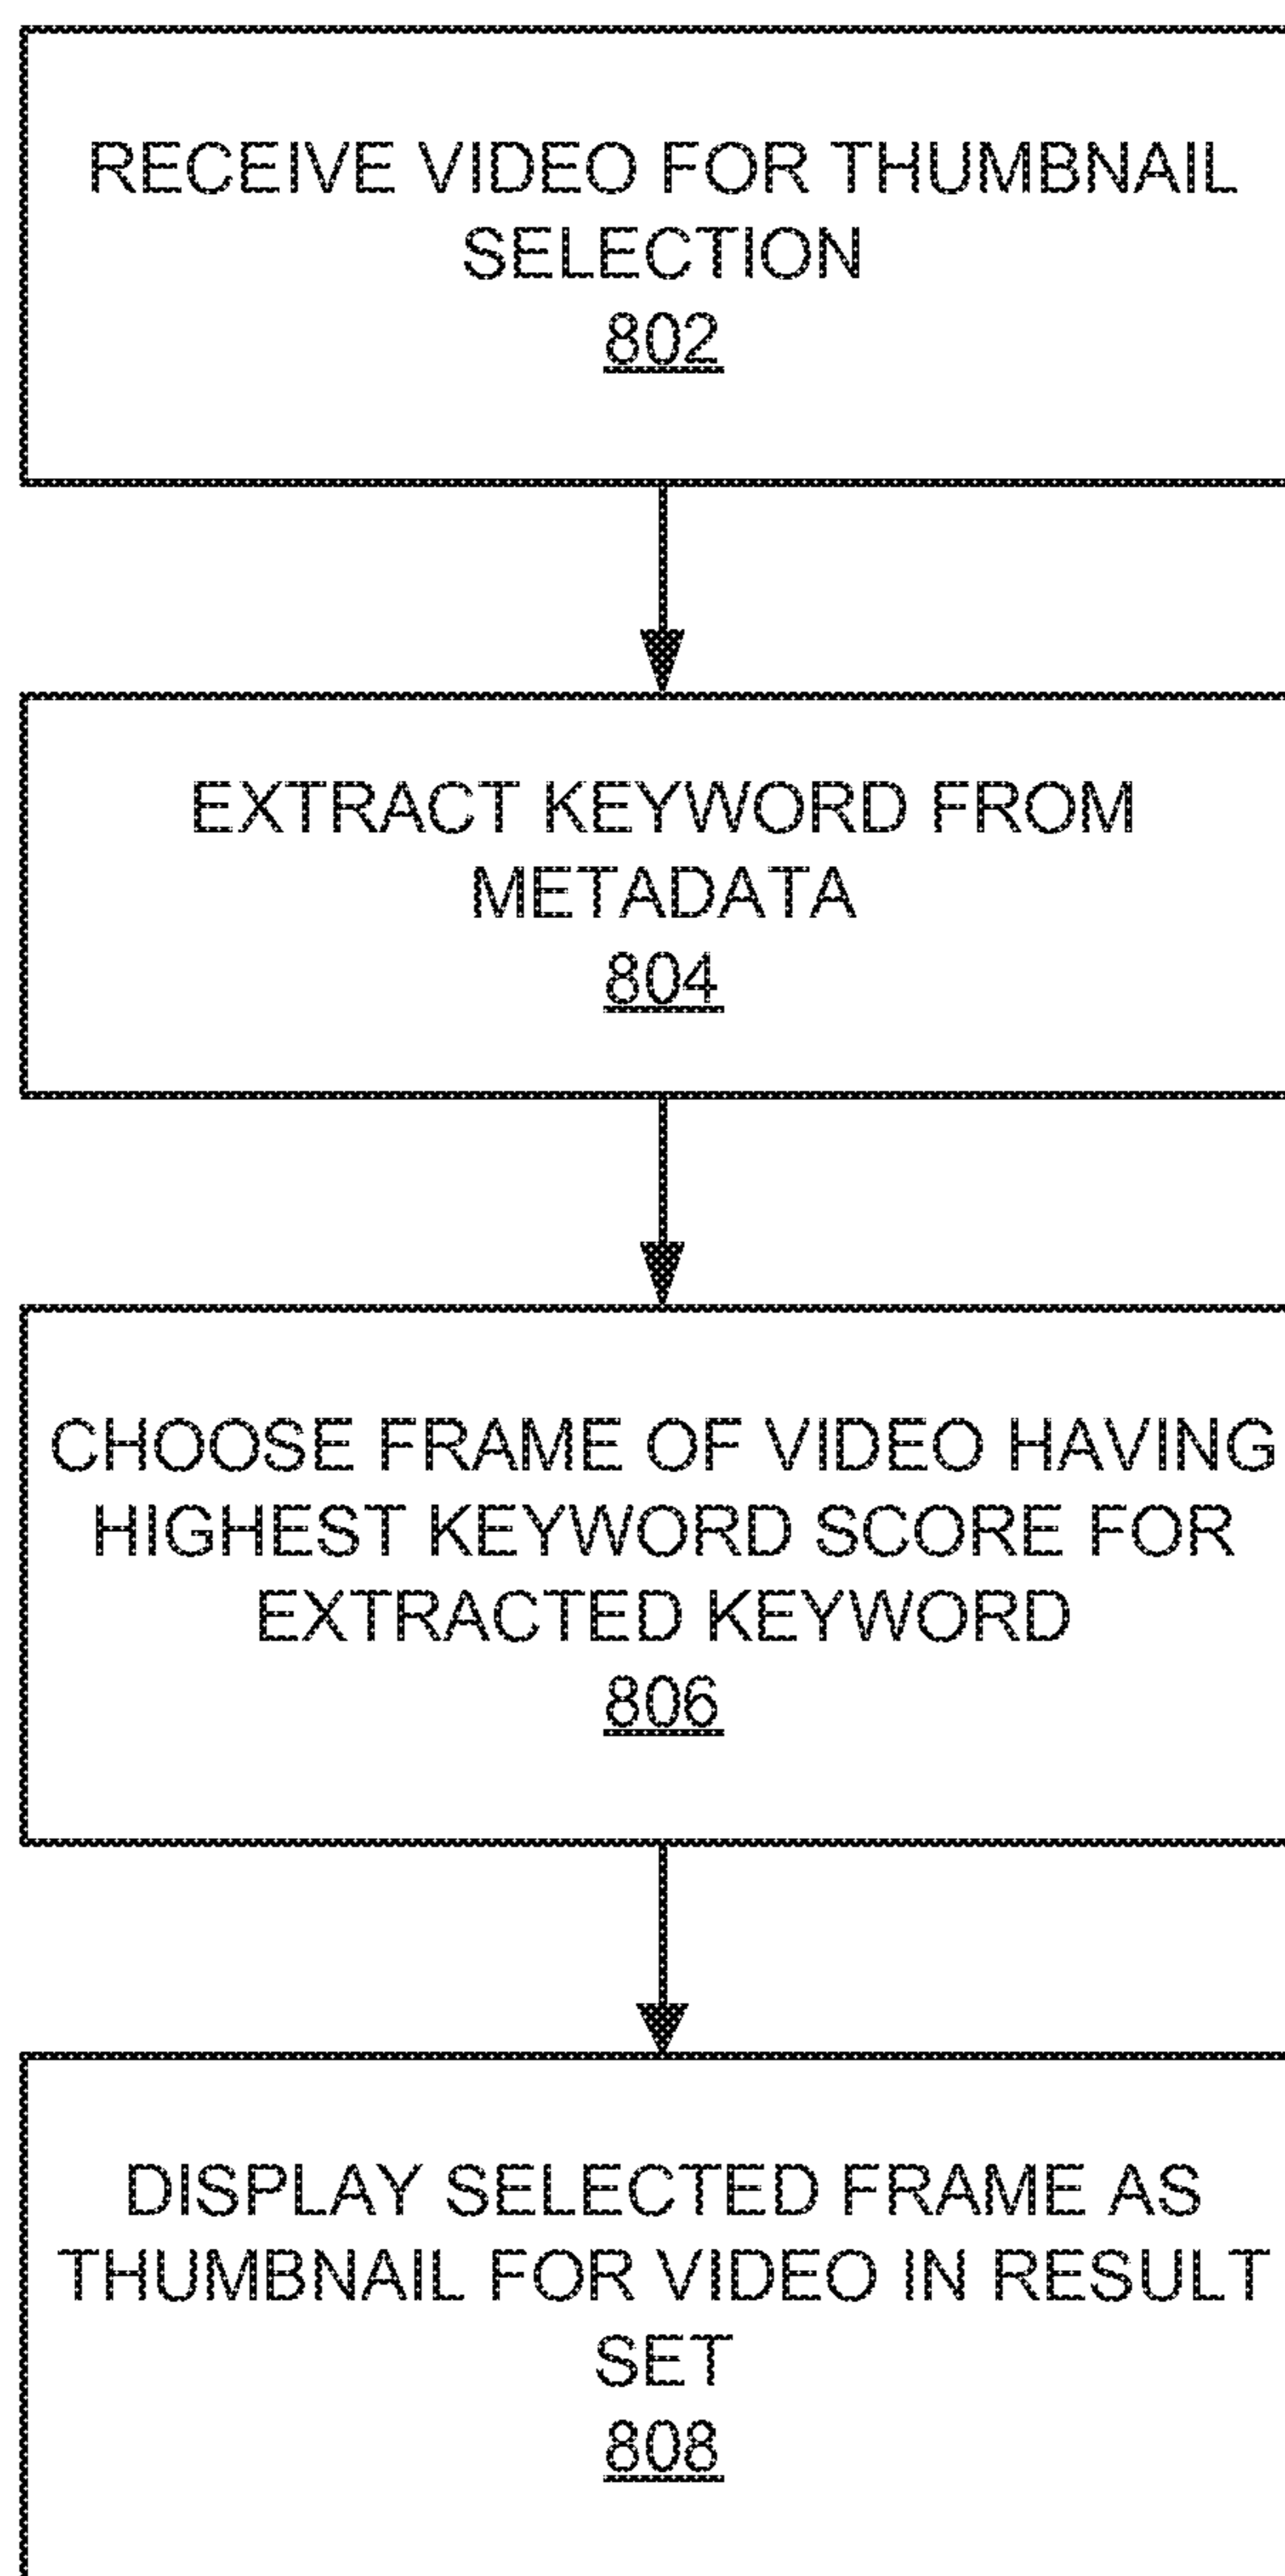 RECEIVE VIDEO FOR THUMBNAIL
SELECTION
802
EXTRACT KEYWORD FROM
METADATA
804
CHOOSE FRAME OF VIDEO HAVING
HIGHEST KEYWORD SCORE FOR
EXTRACTED KEYWORD
806
DISPLAY SELECTED FRAME AS
THUMBNAIL FOR VIDEO IN RESULT
SET
808